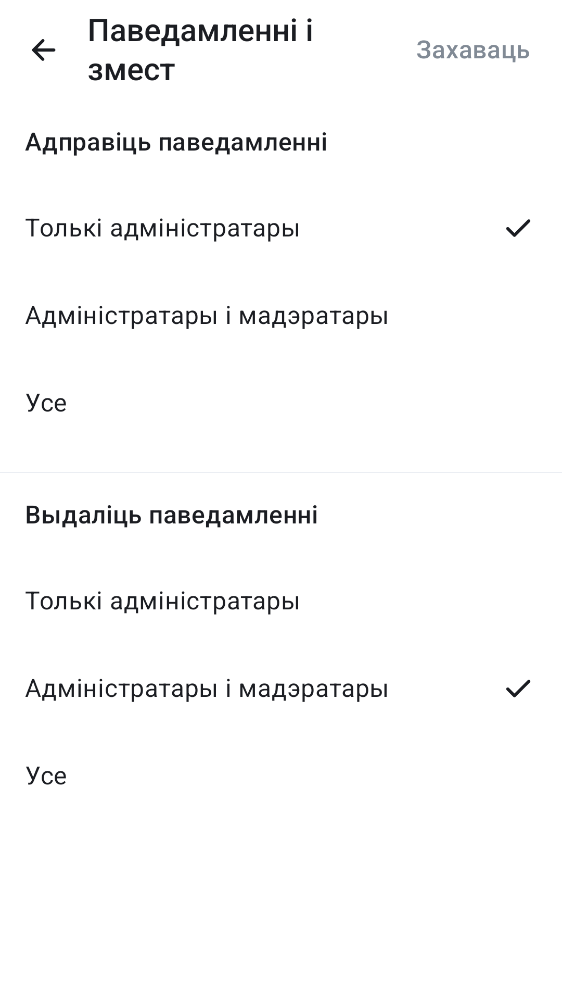 Паведамленні і
змест
Захаваць
Адправіць паведамленні
Толькі адміністратары
Адміністратары і мадэратары
Усе
Выдаліць паведамленні
Толькі адміністратары
Адміністратары і мадэратары
Усе